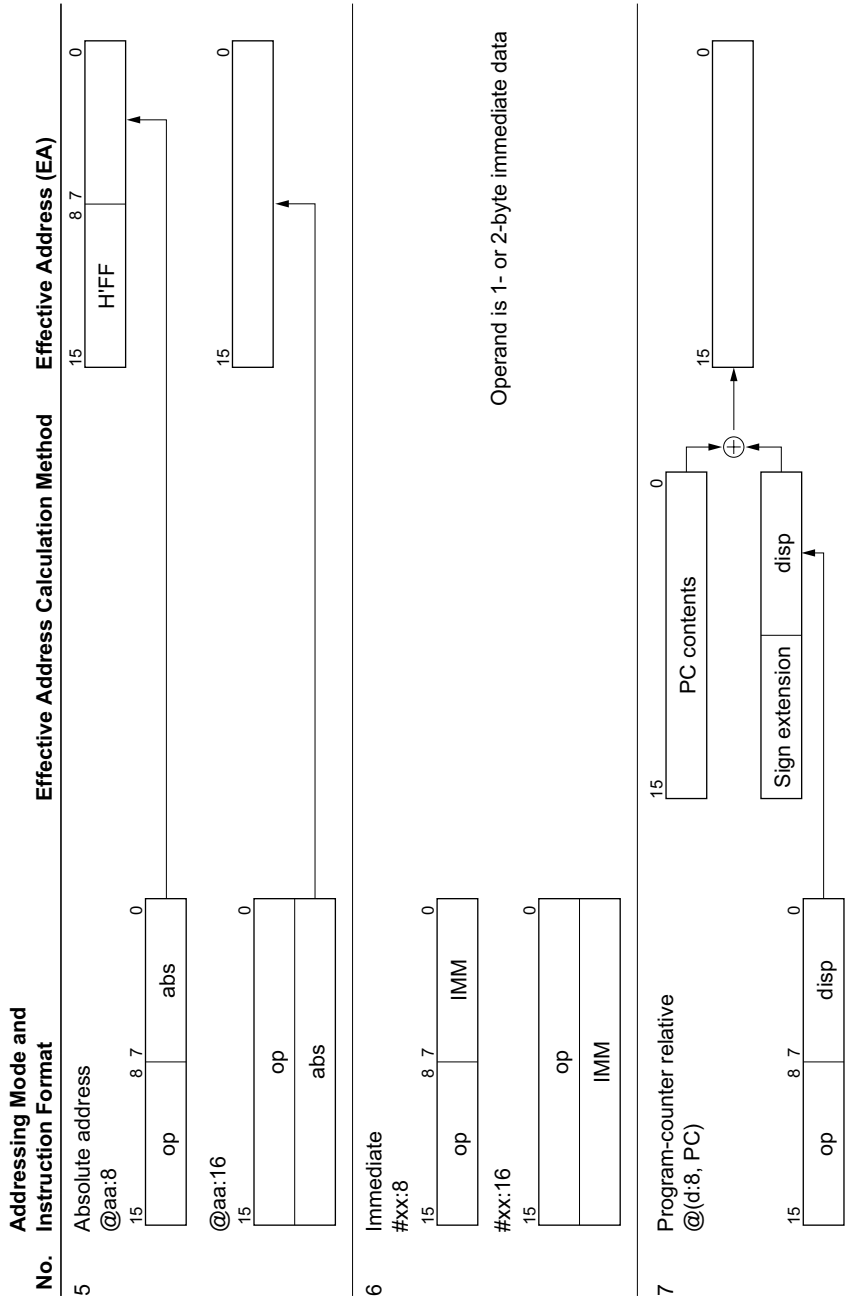 Addressing Mode and
No. Instruction Format Effective Address Calculation Method Effective Address (EA)
5 Absolute address
@aa:8
15 8 7 0
op abs
15 8 7 0
H'FF
@aa:16
15 0
op
abs
15 0
6 Immediate
#xx:8
15 8 7 0
op IMM
#xx:16
15 0
op
IMM
Operand is 1- or 2-byte immediate data
7 Program-counter relative
@(d:8, PC)
15 8 7 0
op disp
15 0
PC contents
Sign extension disp
15 0